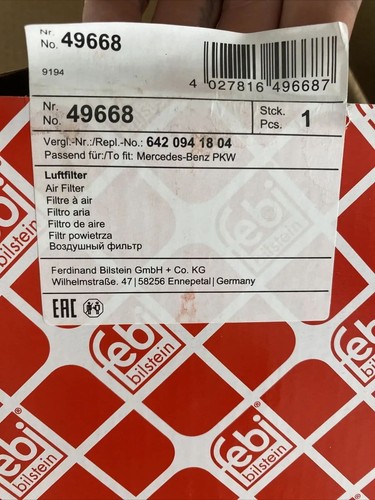 Nr.
No. 49668
9194
4 027816 496687
Nr.
No. 49668
Stck.
Pcs. 1
Vergl.-Nr.:/Repl.-No.: 642 094 18 04
Passend für:/To fit: Mercedes-Benz PKW
Luftfilter
Air Filter
Filtre à air
Filtro aria
Filtro de aire
Filtr powietrza
Воздушный фильтр
Ferdinand Bilstein GmbH + Co. KG
Wilhelmstraße. 47 | 58256 Ennepetal | Germany
EAC
febi
bilstein
febi
bilstein
febi
bilstein
febi
bilstein
febi
bilstein
febi
bilstein